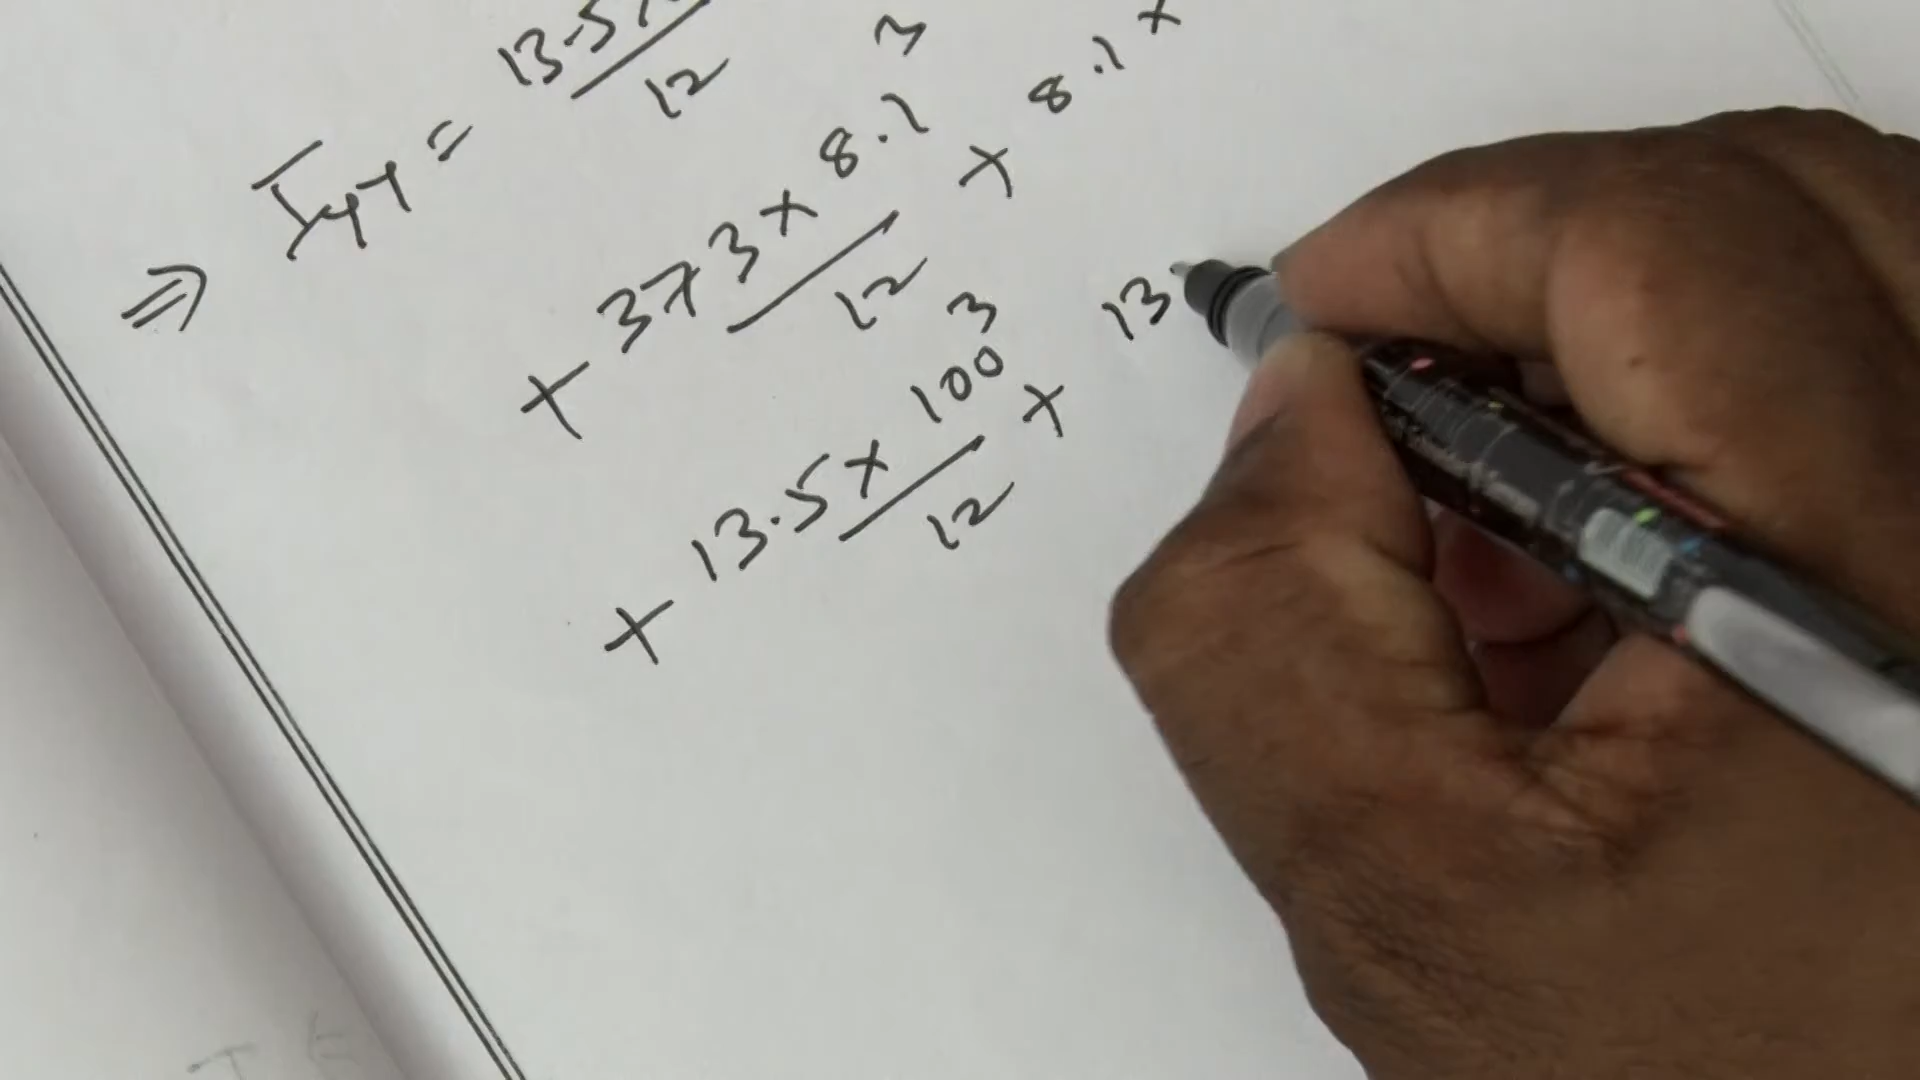 ⇒ Iyy = 13.5×/12
+ 373×8.1³/12 × 8.1×
+ 13.5×100³/12 × 13